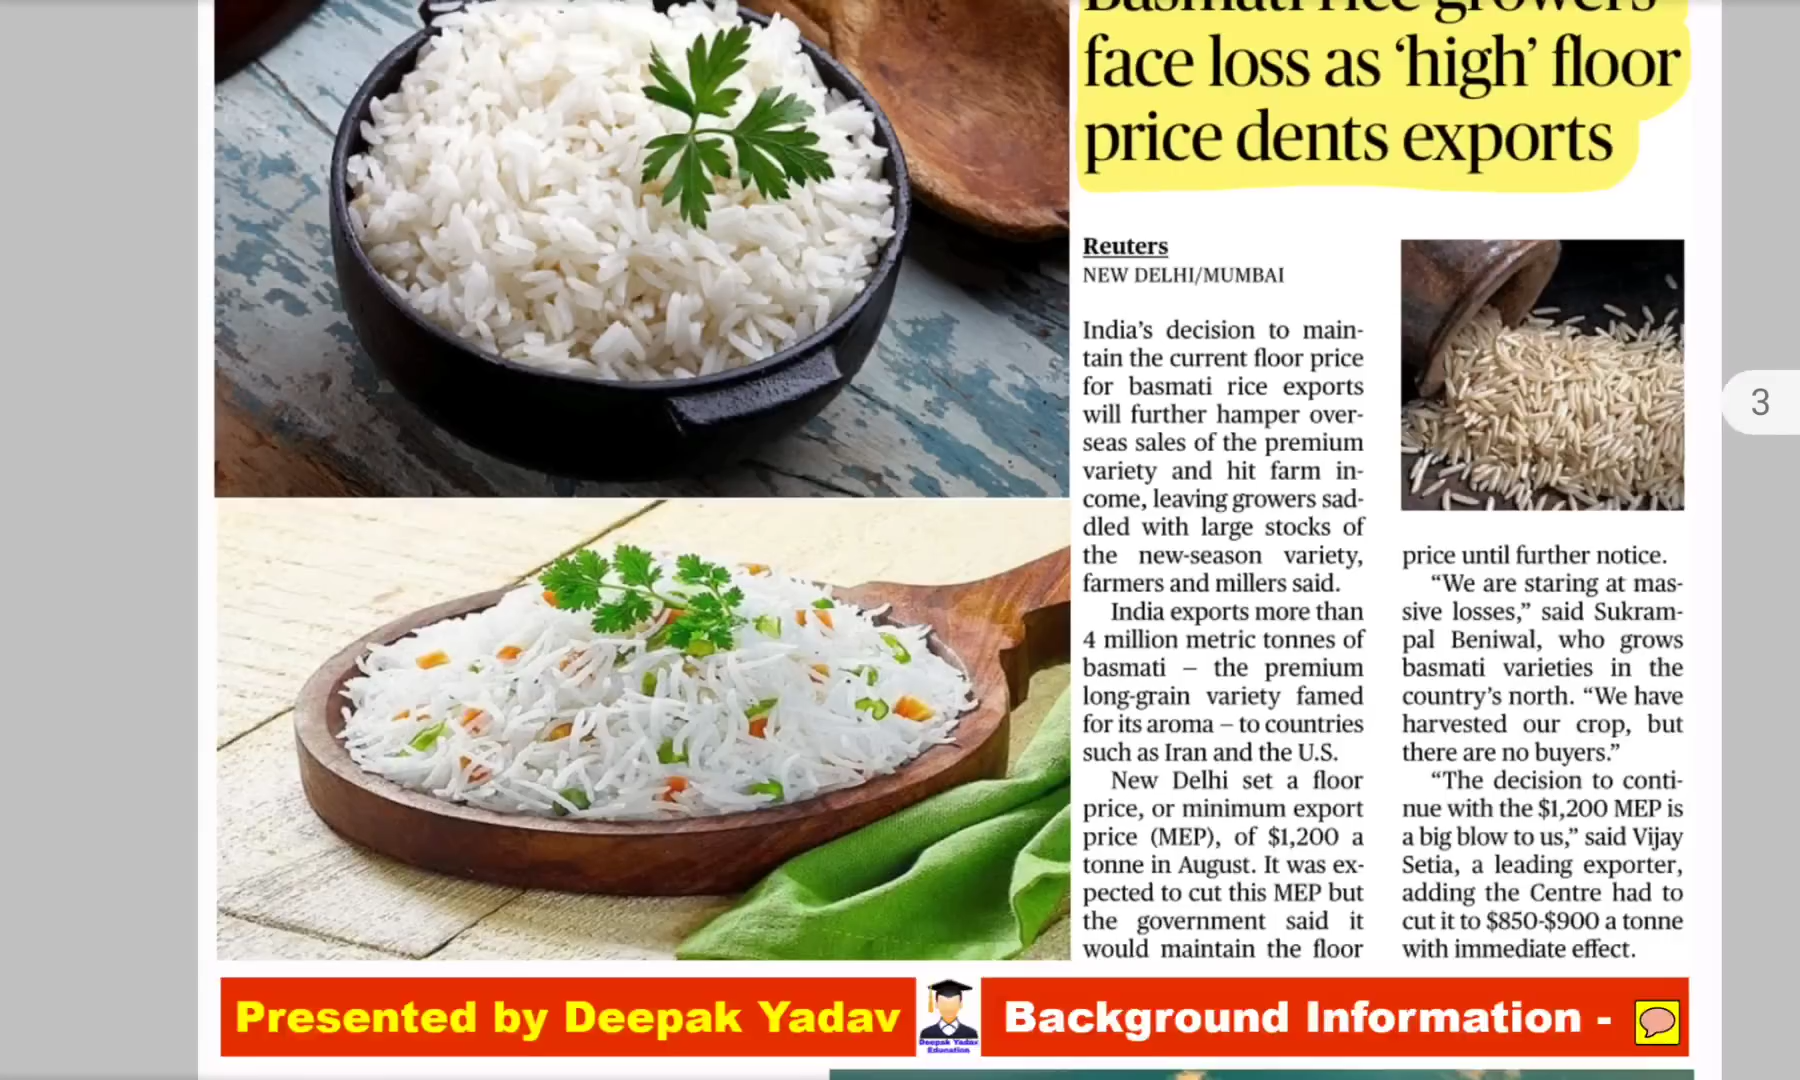 Basmati rice growers
face loss as ‘high’ floor
price dents exports
Reuters
NEW DELHI/MUMBAI
India’s decision to main-
tain the current floor price
for basmati rice exports
will further hamper over-
seas sales of the premium
variety and hit farm in-
come, leaving growers sad-
dled with large stocks of
the new-season variety,
farmers and millers said.
India exports more than
4 million metric tonnes of
basmati – the premium
long-grain variety famed
for its aroma – to countries
such as Iran and the U.S.
New Delhi set a floor
price, or minimum export
price (MEP), of $1,200 a
tonne in August. It was ex-
pected to cut this MEP but
the government said it
would maintain the floor
price until further notice.
“We are staring at mas-
sive losses,” said Sukram-
pal Beniwal, who grows
basmati varieties in the
country’s north. “We have
harvested our crop, but
there are no buyers.”
“The decision to conti-
nue with the $1,200 MEP is
a big blow to us,” said Vijay
Setia, a leading exporter,
adding the Centre had to
cut it to $850-$900 a tonne
with immediate effect.
3
Presented by Deepak Yadav
Deepak Yadav
Education
Background Information -